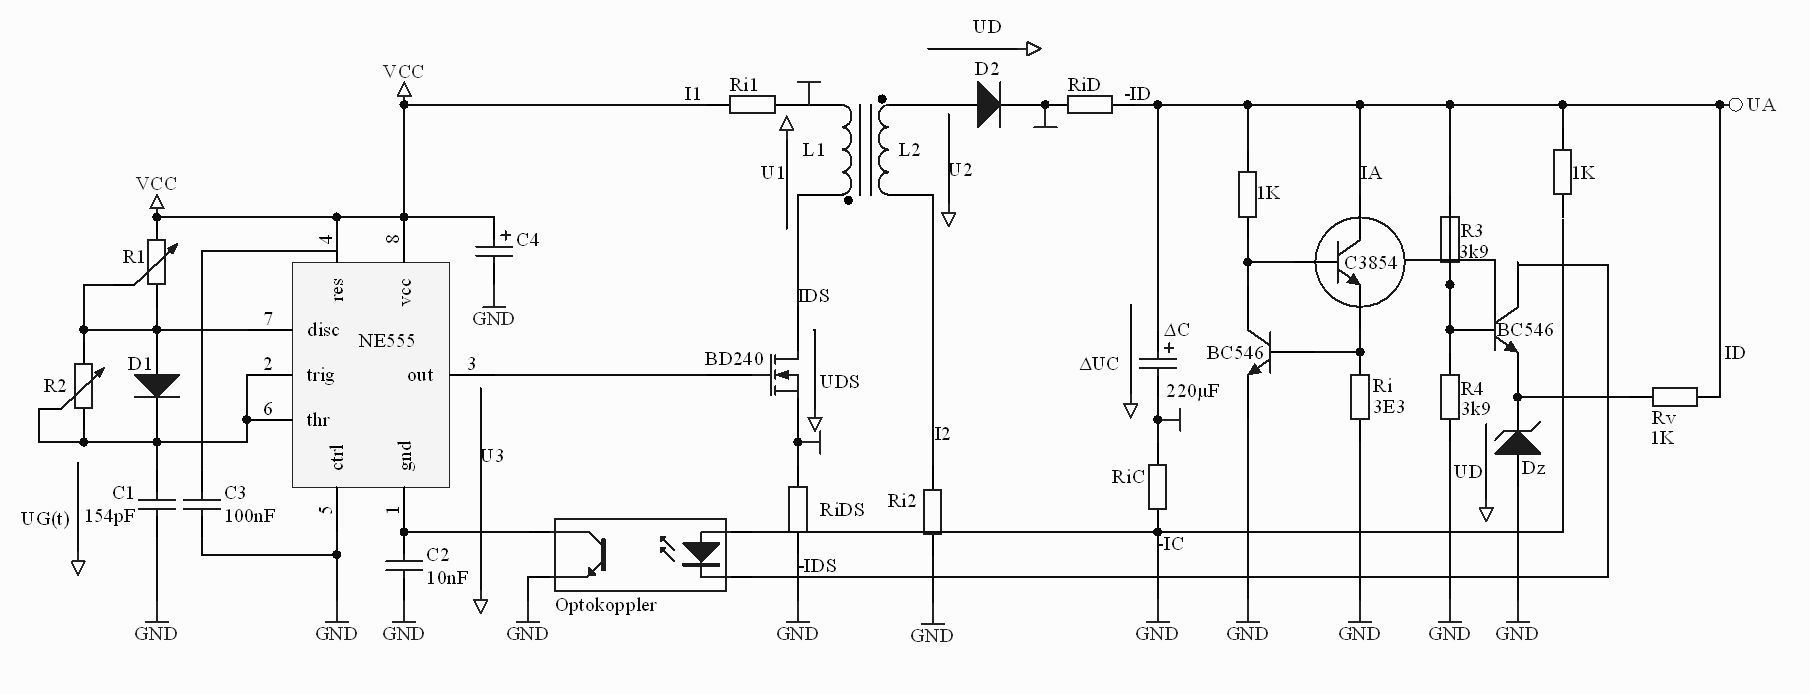 UD
VCC
I1
Ri1
D2
RiD
-ID
UA
L1
L2
U1
U2
1K
1K
IA
VCC
R1
4
8
+
C4
GND
R3
3k9
C3854
res
vcc
IDS
7
disc
NE555
3
BD240
UDS
ΔC
+
ΔUC
220µF
BC546
BC546
ID
2
trig
out
D1
R2
6
thr
Ri
3E3
R4
3k9
Rv
1K
ctrl
gnd
U3
I2
RiC
UD
Dz
UG(t)
C1
154pF
C3
100nF
5
1
RiDS
Ri2
C2
10nF
-IDS
-IC
Optokoppler
GND
GND
GND
GND
GND
GND
GND
GND
GND
GND
GND